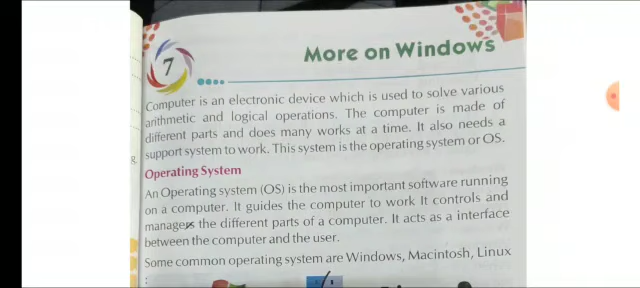 7
More on Windows
Computer is an electronic device which is used to solve various
arithmetic and logical operations. The computer is made of
different parts and does many works at a time. It also needs a
support system to work. This system is the operating system or OS.
Operating System
An Operating system (OS) is the most important software running
on a computer. It guides the computer to work It controls and
manages the different parts of a computer. It acts as a interface
between the computer and the user.
Some common operating system are Windows, Macintosh, Linux